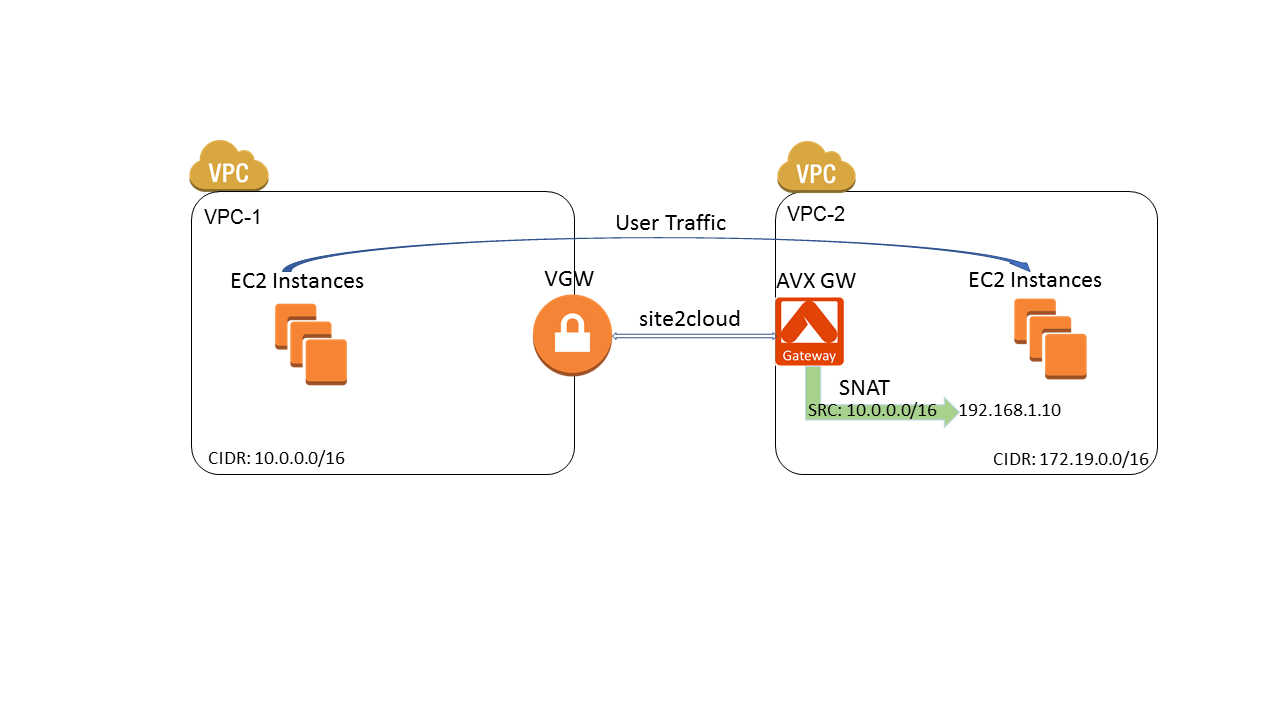 VPC
VPC
VPC-1
VPC-2
User Traffic
EC2 Instances
VGW
AVX GW
EC2 Instances
site2cloud
Gateway
SNAT
SRC: 10.0.0.0/16
192.168.1.10
CIDR: 10.0.0.0/16
CIDR: 172.19.0.0/16